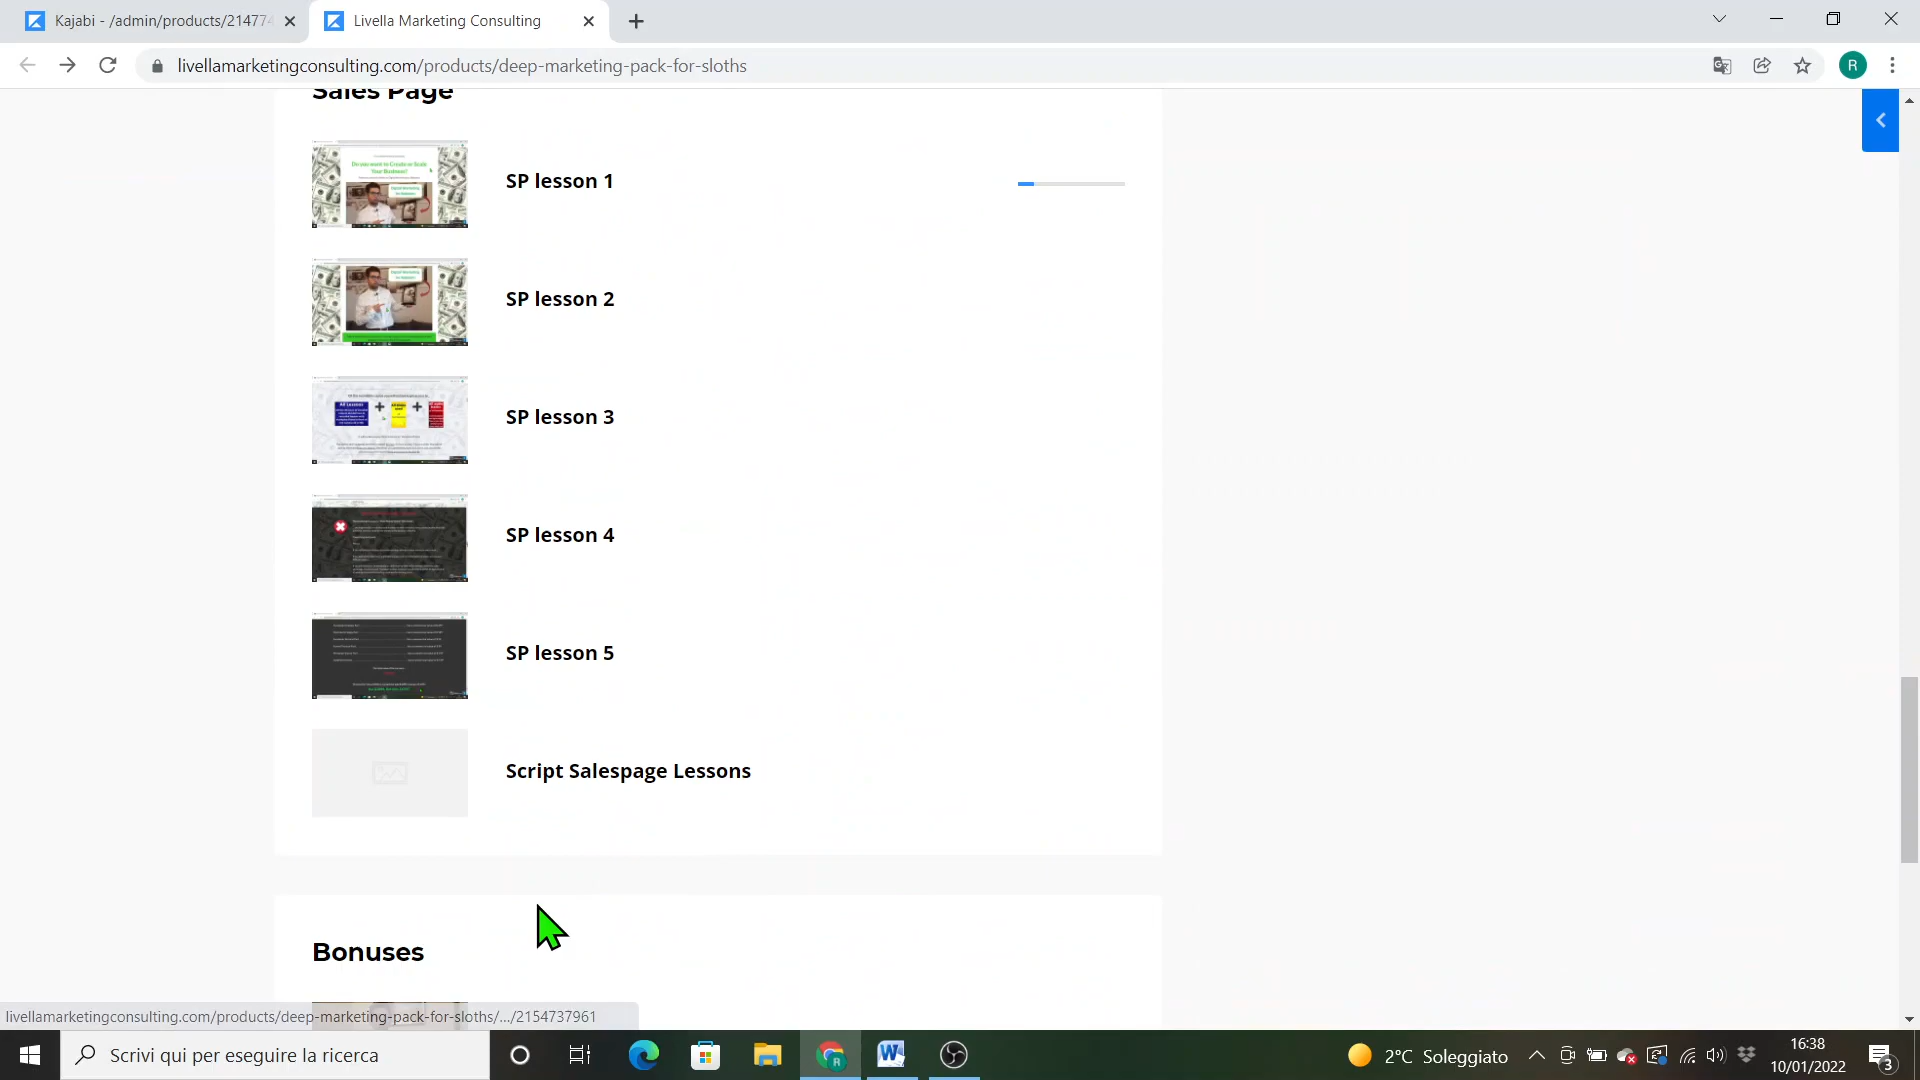 Kajabi - /admin/products/214774
Livella Marketing Consulting
livellamarketingconsulting.com/products/deep-marketing-pack-for-sloths
R
Sales Page
SP lesson 1
SP lesson 2
SP lesson 3
SP lesson 4
SP lesson 5
Script Salespage Lessons
Bonuses
livellamarketingconsulting.com/products/deep-marketing-pack-for-sloths/.../2154737961
Scrivi qui per eseguire la ricerca
2°C Soleggiato
16:38
10/01/2022
3